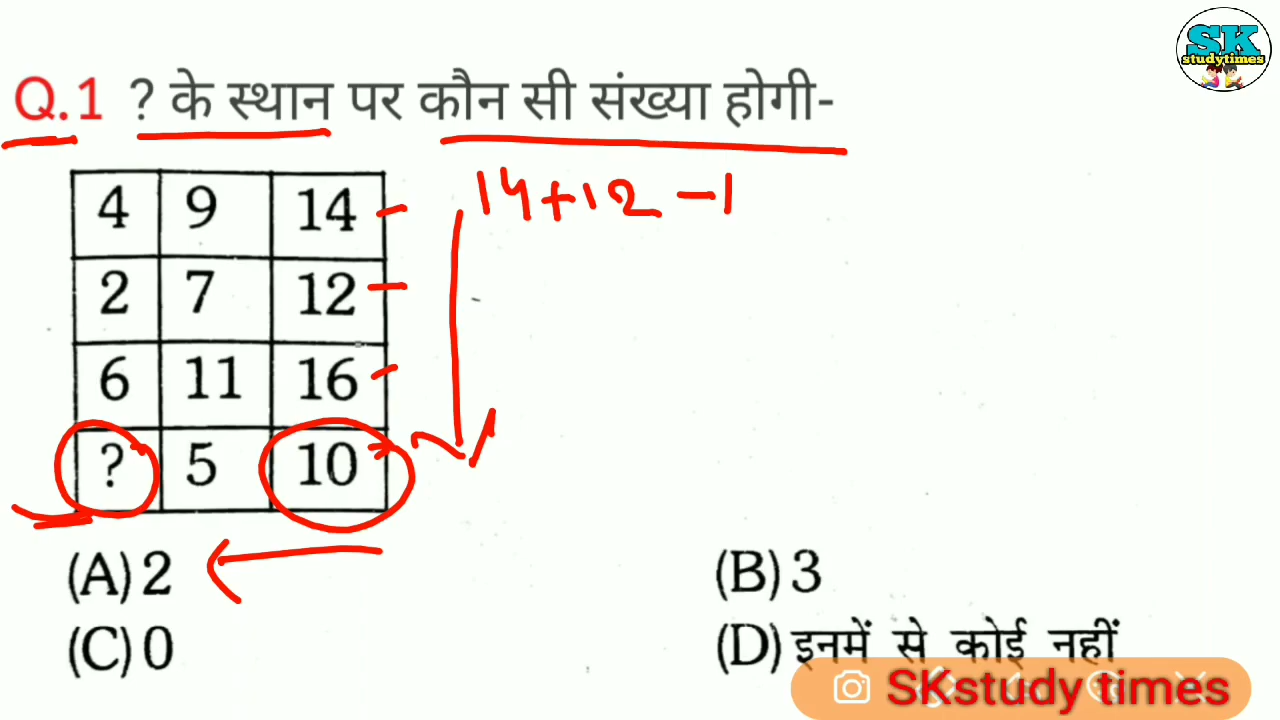 SK
studytimes
Q.1 ? के स्थान पर कौन सी संख्या होगी-
4 9 14
14+12-1
2 7 12
6 11 16
? 5 10
(A) 2
(B) 3
(C) 0
(D) इनमें से कोई नहीं
SKstudy times